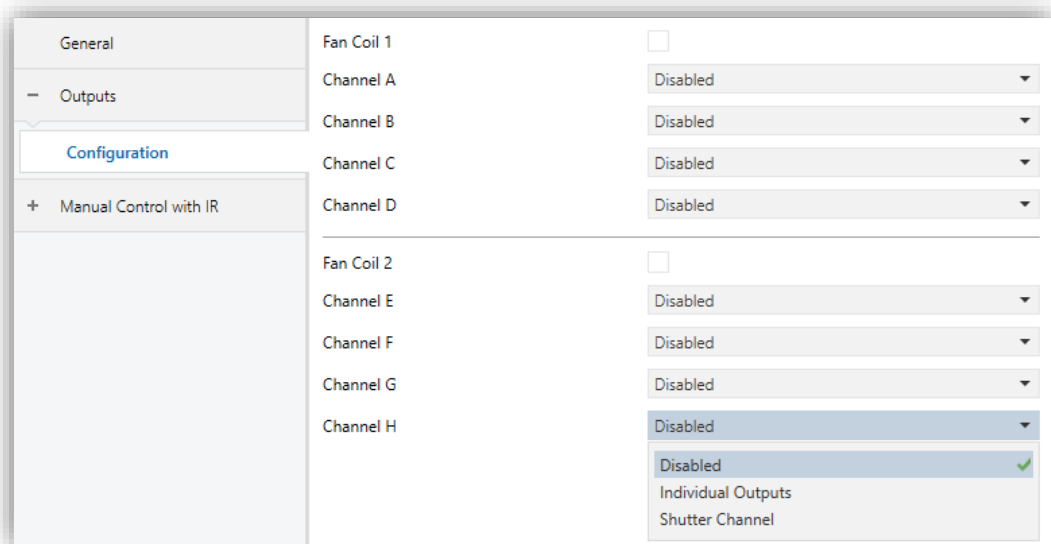 General
− Outputs
Configuration
+ Manual Control with IR
Fan Coil 1
Channel A Disabled
Channel B Disabled
Channel C Disabled
Channel D Disabled
Fan Coil 2
Channel E Disabled
Channel F Disabled
Channel G Disabled
Channel H Disabled
Disabled
Individual Outputs
Shutter Channel